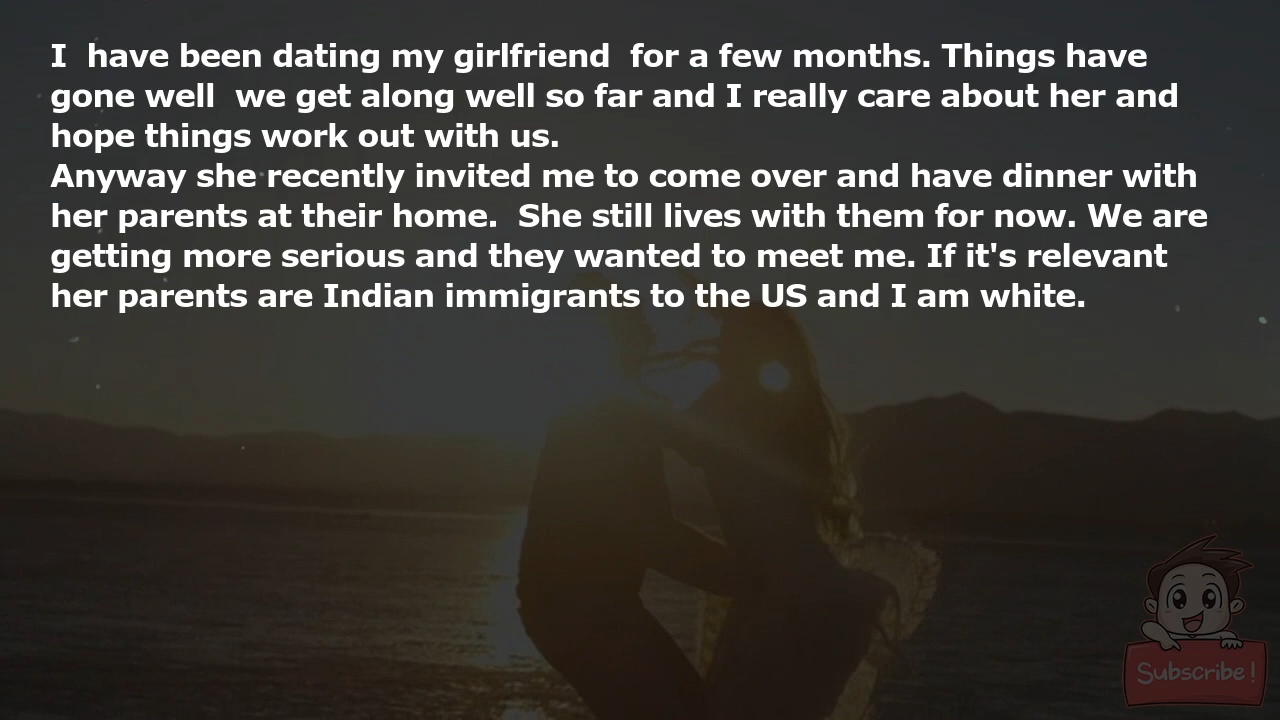 I  have been dating my girlfriend  for a few months. Things have
gone well  we get along well so far and I really care about her and
hope things work out with us.
Anyway she recently invited me to come over and have dinner with
her parents at their home.  She still lives with them for now. We are
getting more serious and they wanted to meet me. If it's relevant
her parents are Indian immigrants to the US and I am white.
Subscribe!